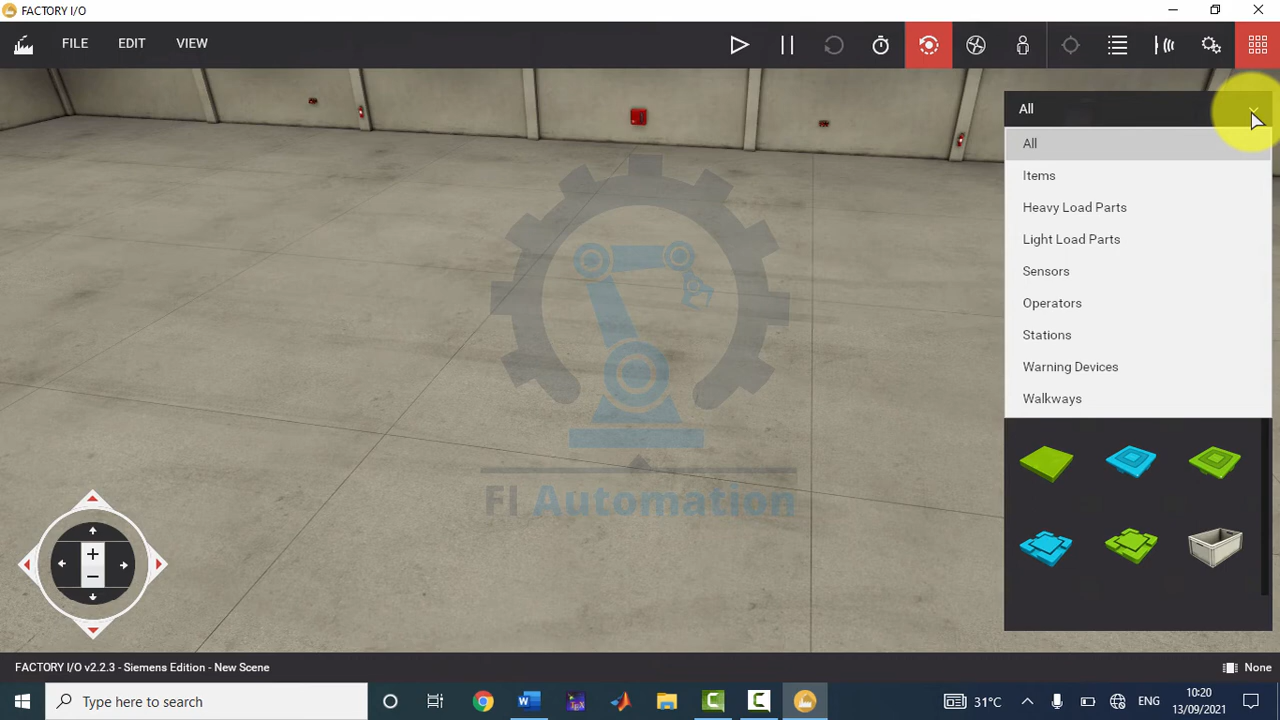 FACTORY I/O
FILE EDIT VIEW
All
All
Items
Heavy Load Parts
Light Load Parts
Sensors
Operators
Stations
Warning Devices
Walkways
FI Automation
FACTORY I/O v2.2.3 - Siemens Edition - New Scene
None
Type here to search
31°C
ENG
10:20
13/09/2021